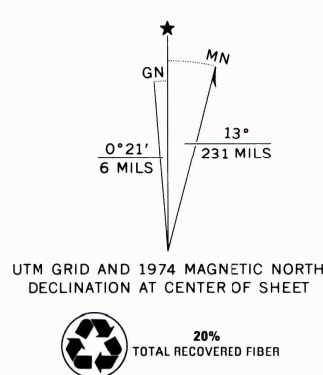 ★
MN
GN
13°
0°21′
231 MILS
6 MILS
UTM GRID AND 1974 MAGNETIC NORTH
DECLINATION AT CENTER OF SHEET
20%
TOTAL RECOVERED FIBER